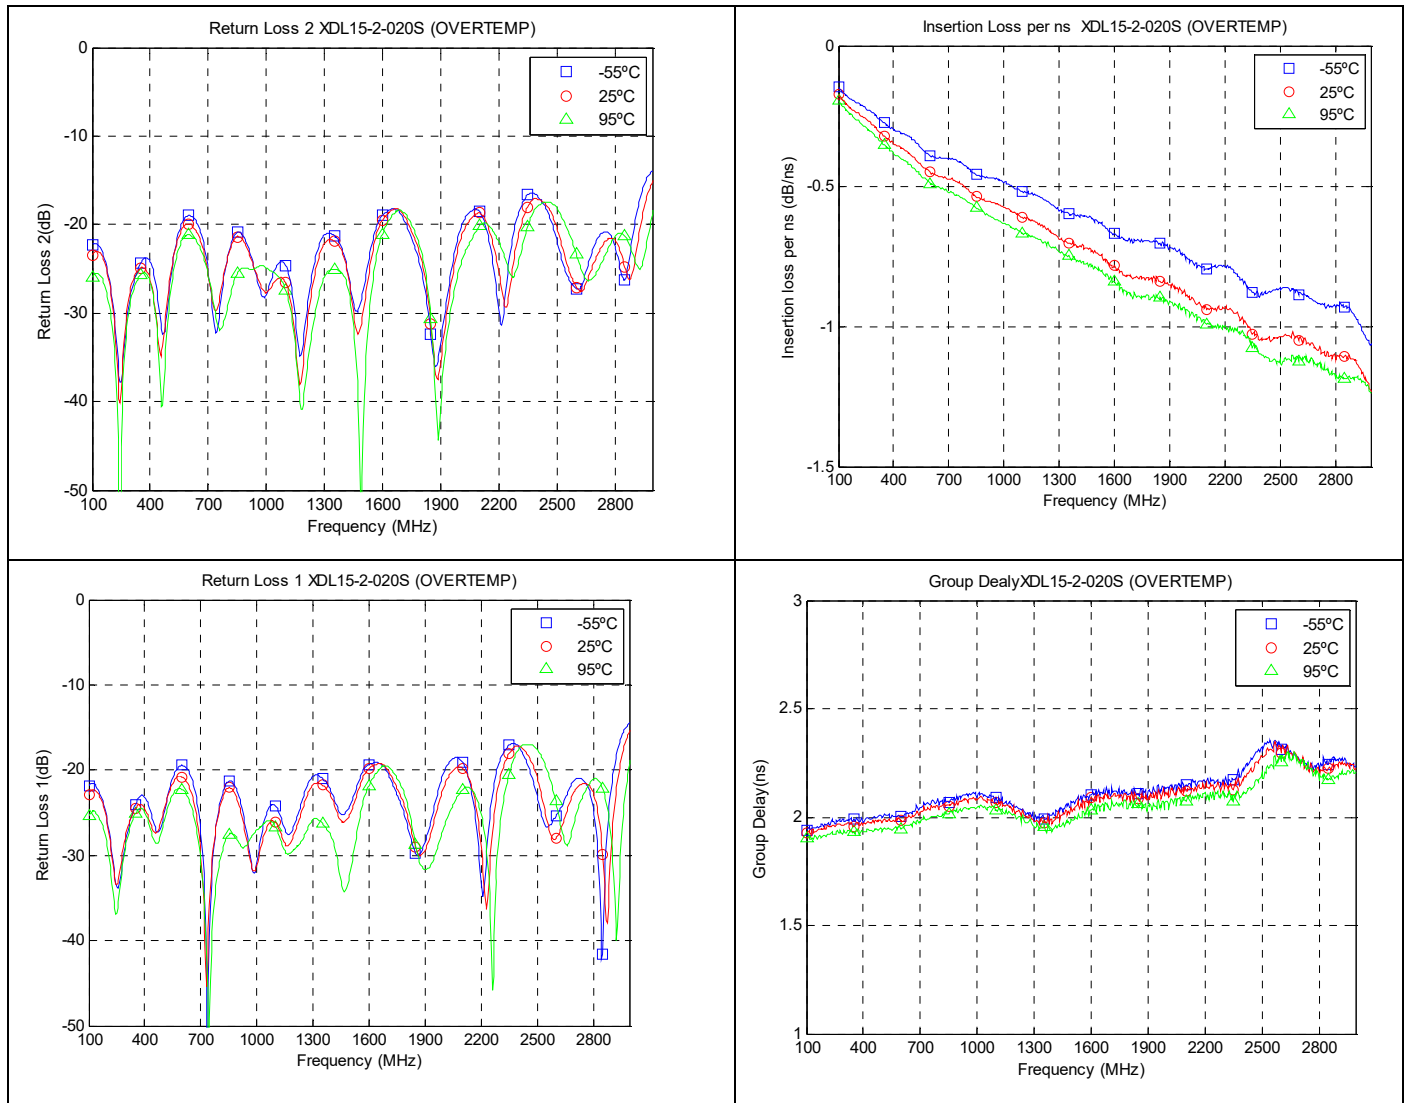 Return Loss 2 XDL15-2-020S (OVERTEMP)
0
-10
-20
-30
-40
-50
Return Loss 2(dB)
-55ºC
25ºC
95ºC
100 400 700 1000 1300 1600 1900 2200 2500 2800
Frequency (MHz)
Insertion Loss per ns XDL15-2-020S (OVERTEMP)
0
-0.5
-1
-1.5
Insertion loss per ns (dB/ns)
-55ºC
25ºC
95ºC
100 400 700 1000 1300 1600 1900 2200 2500 2800
Frequency (MHz)
Return Loss 1 XDL15-2-020S (OVERTEMP)
0
-10
-20
-30
-40
-50
Return Loss 1(dB)
-55ºC
25ºC
95ºC
100 400 700 1000 1300 1600 1900 2200 2500 2800
Frequency (MHz)
Group DealyXDL15-2-020S (OVERTEMP)
3
2.5
2
1.5
1
Group Delay(ns)
-55ºC
25ºC
95ºC
100 400 700 1000 1300 1600 1900 2200 2500 2800
Frequency (MHz)